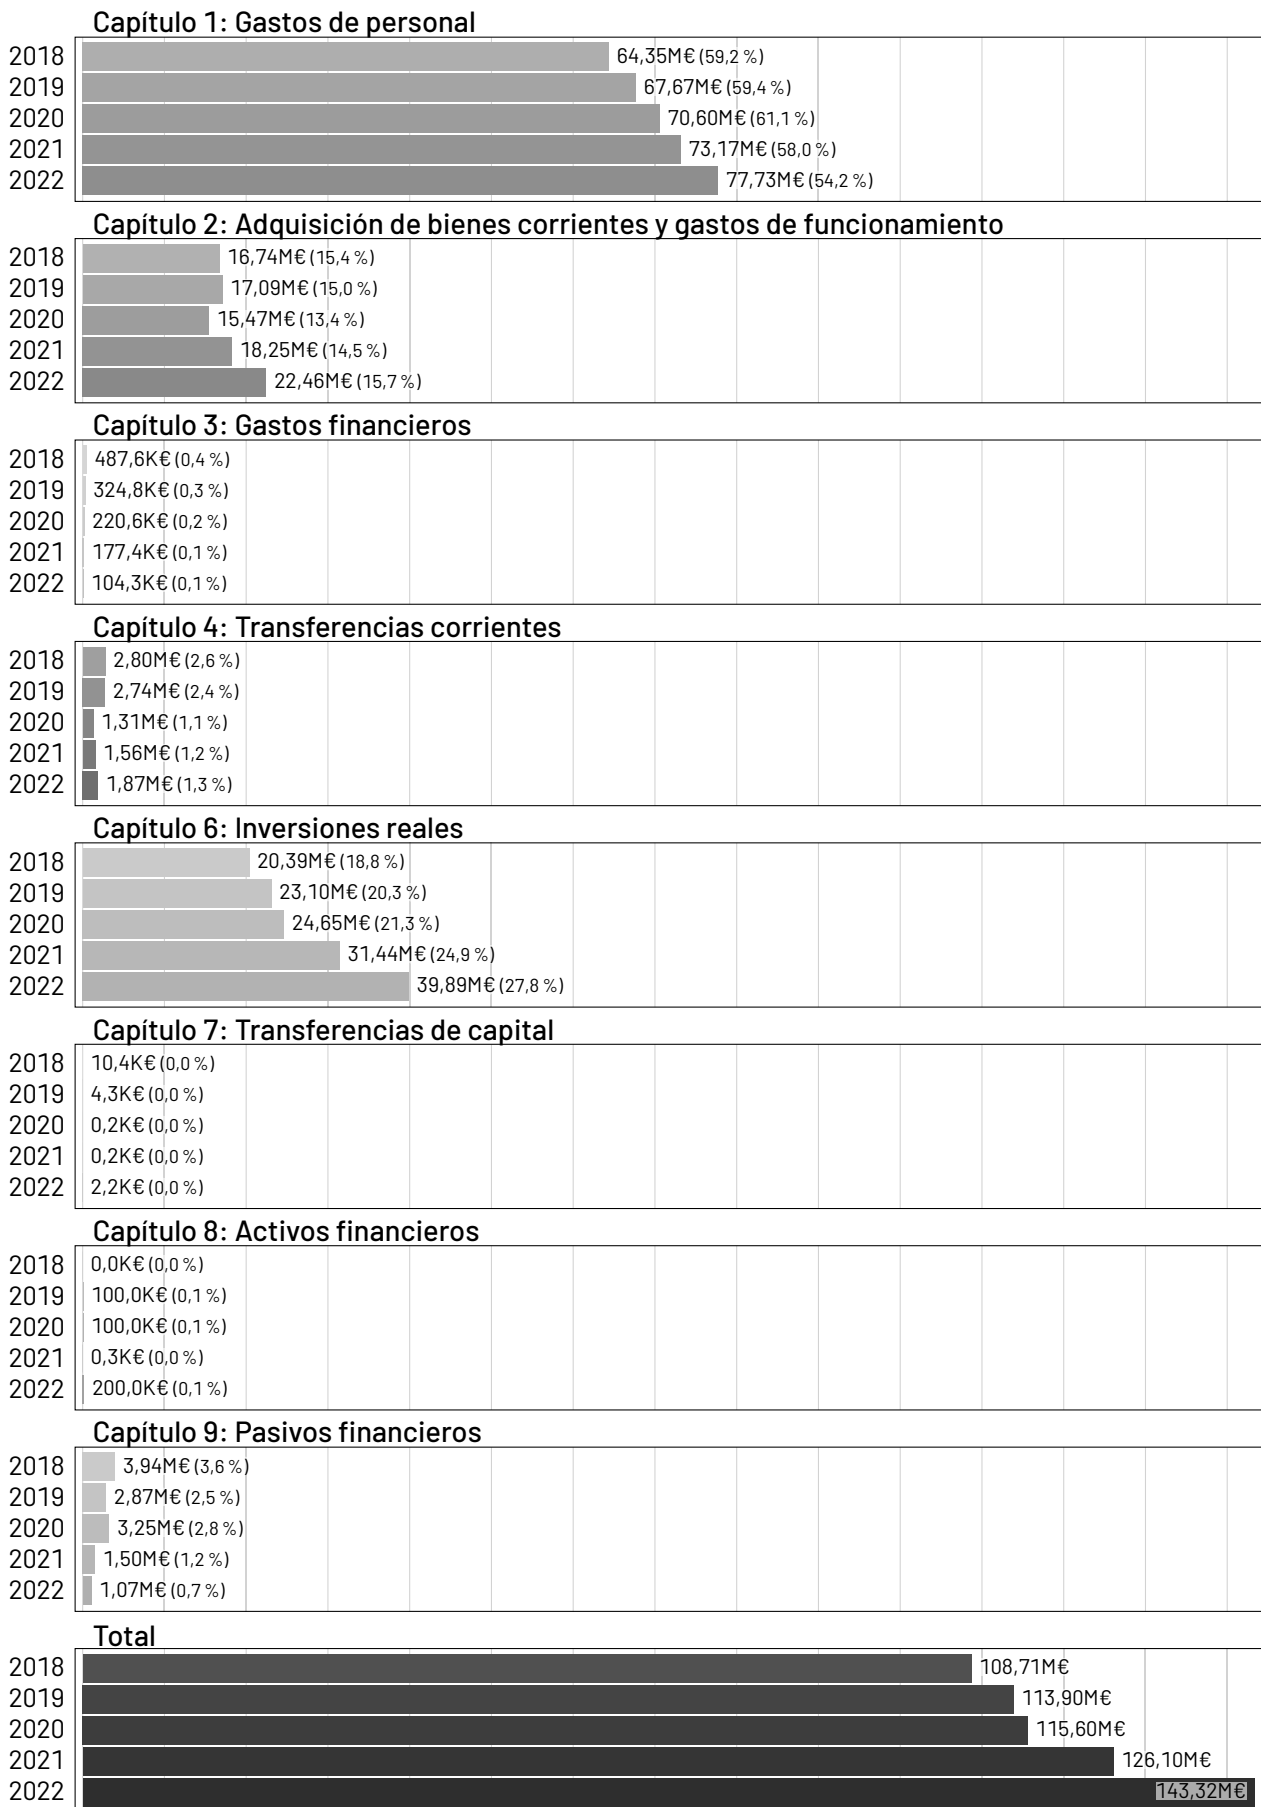 Capítulo 1: Gastos de personal
2018 64,35M€ (59,2 %)
2019 67,67M€ (59,4 %)
2020 70,60M€ (61,1 %)
2021 73,17M€ (58,0 %)
2022 77,73M€ (54,2 %)
Capítulo 2: Adquisición de bienes corrientes y gastos de funcionamiento
2018 16,74M€ (15,4 %)
2019 17,09M€ (15,0 %)
2020 15,47M€ (13,4 %)
2021 18,25M€ (14,5 %)
2022 22,46M€ (15,7 %)
Capítulo 3: Gastos financieros
2018 487,6K€ (0,4 %)
2019 324,8K€ (0,3 %)
2020 220,6K€ (0,2 %)
2021 177,4K€ (0,1 %)
2022 104,3K€ (0,1 %)
Capítulo 4: Transferencias corrientes
2018 2,80M€ (2,6 %)
2019 2,74M€ (2,4 %)
2020 1,31M€ (1,1 %)
2021 1,56M€ (1,2 %)
2022 1,87M€ (1,3 %)
Capítulo 6: Inversiones reales
2018 20,39M€ (18,8 %)
2019 23,10M€ (20,3 %)
2020 24,65M€ (21,3 %)
2021 31,44M€ (24,9 %)
2022 39,89M€ (27,8 %)
Capítulo 7: Transferencias de capital
2018 10,4K€ (0,0 %)
2019 4,3K€ (0,0 %)
2020 0,2K€ (0,0 %)
2021 0,2K€ (0,0 %)
2022 2,2K€ (0,0 %)
Capítulo 8: Activos financieros
2018 0,0K€ (0,0 %)
2019 100,0K€ (0,1 %)
2020 100,0K€ (0,1 %)
2021 0,3K€ (0,0 %)
2022 200,0K€ (0,1 %)
Capítulo 9: Pasivos financieros
2018 3,94M€ (3,6 %)
2019 2,87M€ (2,5 %)
2020 3,25M€ (2,8 %)
2021 1,50M€ (1,2 %)
2022 1,07M€ (0,7 %)
Total
2018 108,71M€
2019 113,90M€
2020 115,60M€
2021 126,10M€
2022 143,32M€